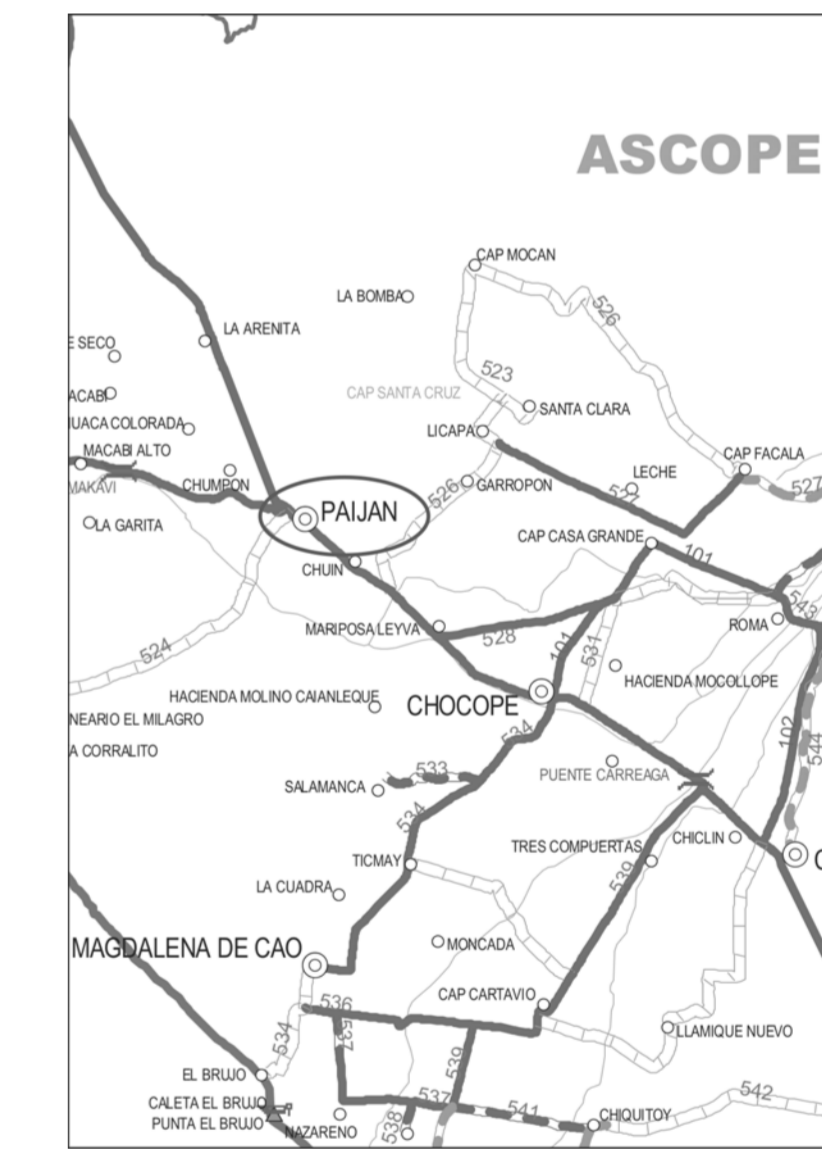 ASCOPE
CAP MOCAN
LA BOMBA
526
LA ARENITA
E SECO
523
CAP SANTA CRUZ
ACABI
SANTA CLARA
UACA COLORADA
LICAPA
MACABI ALTO
CAP FACALA
LECHE
CHUMPON
MAKAVI
GARROPON
527
526
521
PAIJAN
LA GARITA
CAP CASA GRANDE
101
CHUIN
543
ROMA
MARIPOSA LEYVA
528
101
531
524
HACIENDA MOCOLLOPE
HACIENDA MOLINO CAIANLEQUE
CHOCOPE
NEARIO EL MILAGRO
534
102
544
A CORRALITO
533
PUENTE CARREAGA
SALAMANCA
534
CHICLIN
TRES COMPUERTAS
TICMAY
539
LA CUADRA
MAGDALENA DE CAO
MONCADA
CAP CARTAVIO
536
537
534
LLAMIQUE NUEVO
539
EL BRUJO
CALETA EL BRUJO
537
541
542
PUNTA EL BRUJO
CHIQUITOY
NAZARENO
538